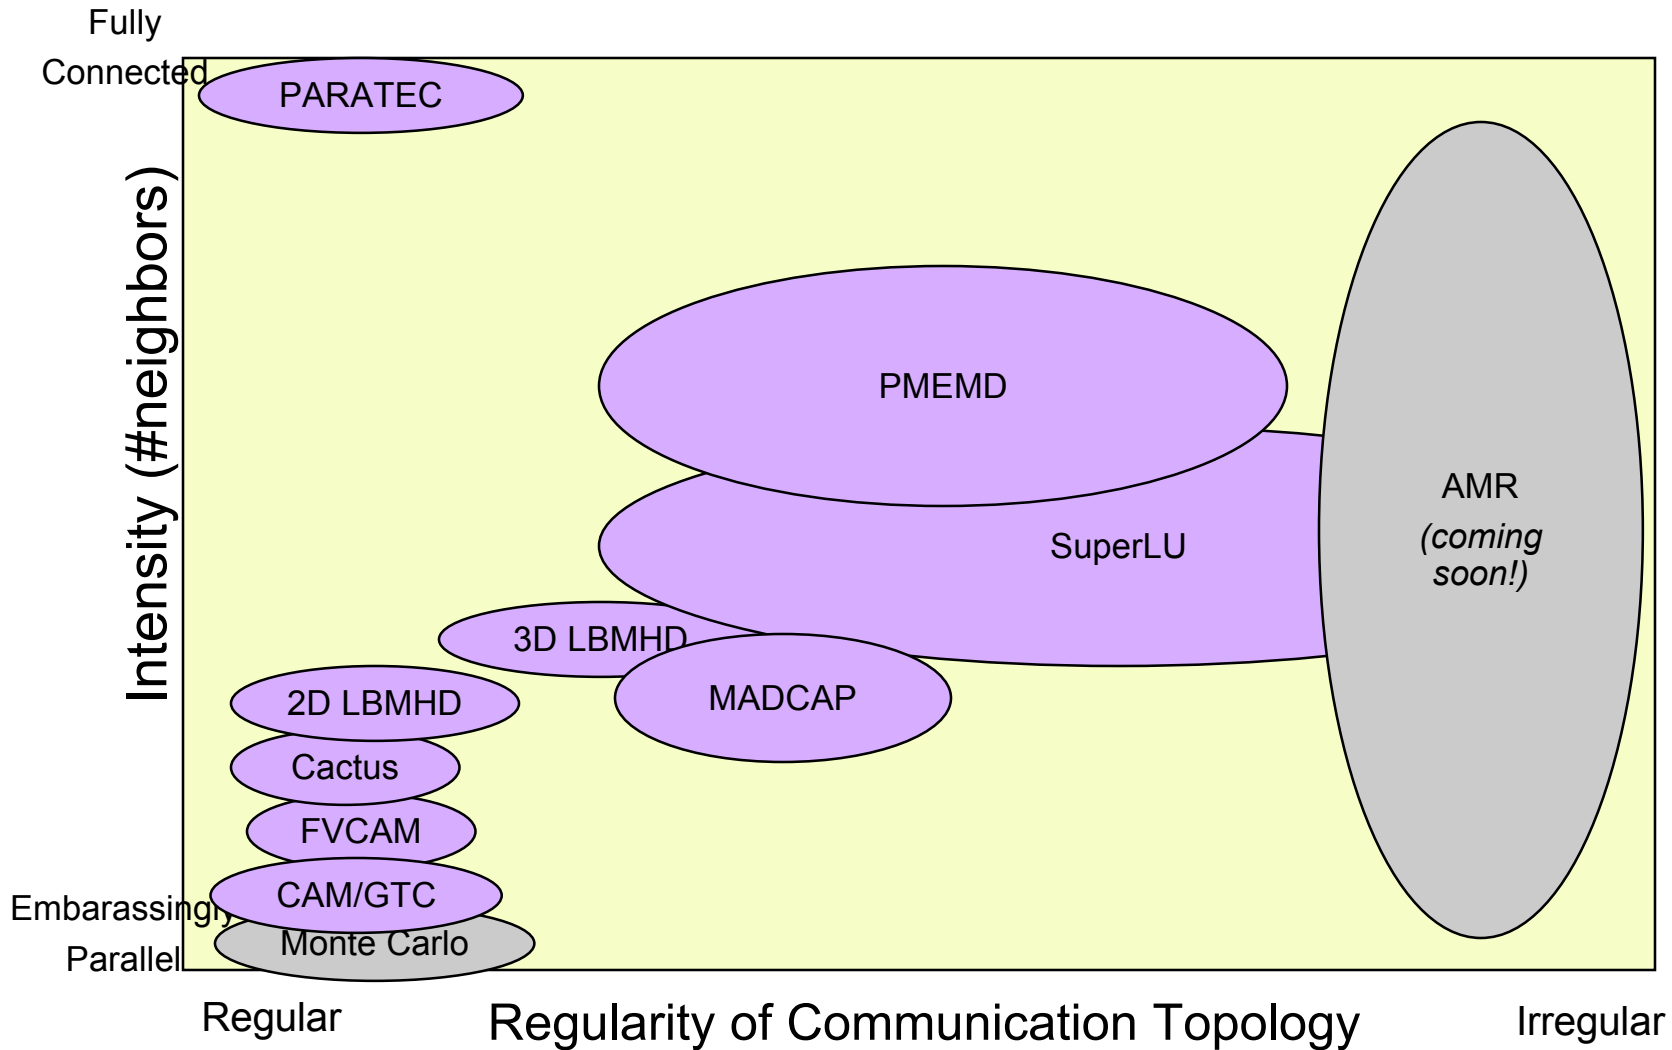 Fully
Connected
PARATEC
Intensity (#neighbors)
PMEMD
AMR
(coming
soon!)
SuperLU
3D LBMHD
MADCAP
2D LBMHD
Cactus
FVCAM
CAM/GTC
Embarassingly
Parallel
Monte Carlo
Regular
Regularity of Communication Topology
Irregular